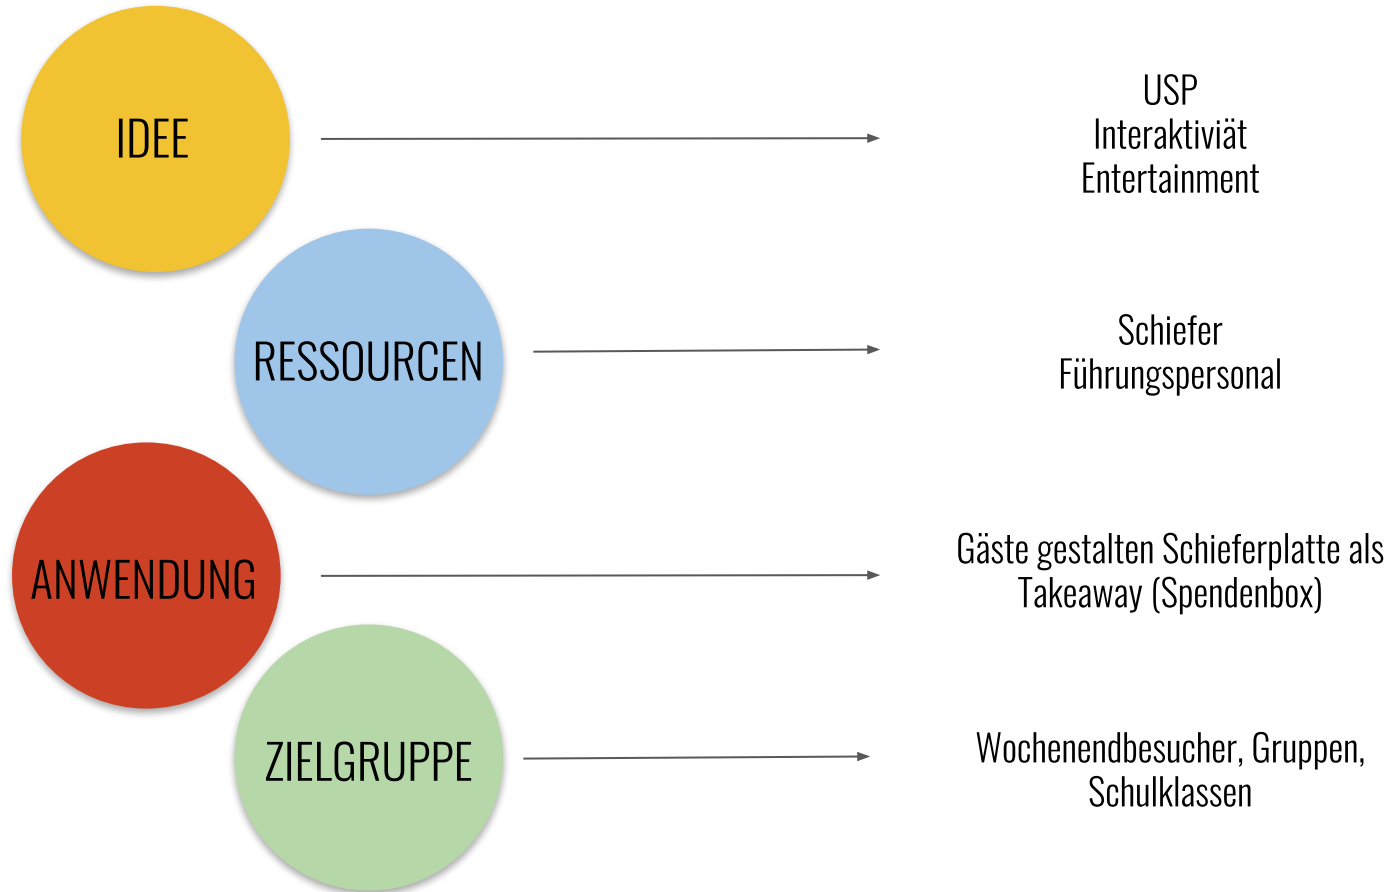 IDEE
USP
Interaktiviät
Entertainment
RESSOURCEN
Schiefer
Führungspersonal
ANWENDUNG
Gäste gestalten Schieferplatte als
Takeaway (Spendenbox)
ZIELGRUPPE
Wochenendbesucher, Gruppen,
Schulklassen